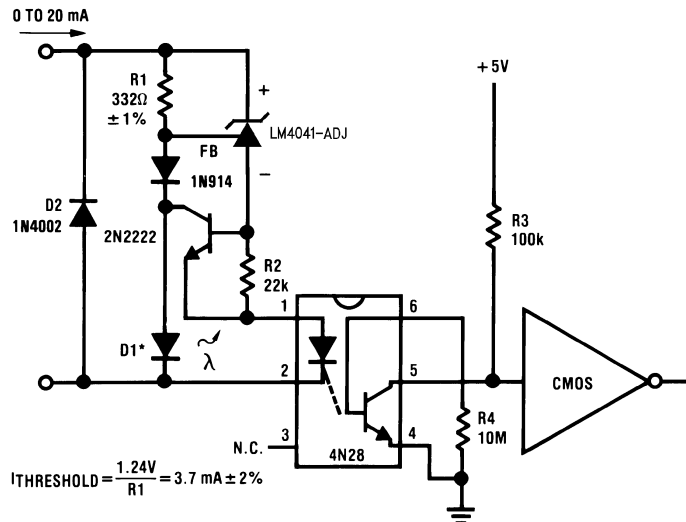 0 TO 20 mA
+5V
R1
332Ω
±1%
+
LM4041-ADJ
FB
−
1N914
D2
1N4002
2N2222
R2
22k
R3
100k
D1*
λ
1
2
3
N.C.
4N28
6
5
4
R4
10M
CMOS
ITHRESHOLD = 1.24V / R1 = 3.7 mA ± 2%